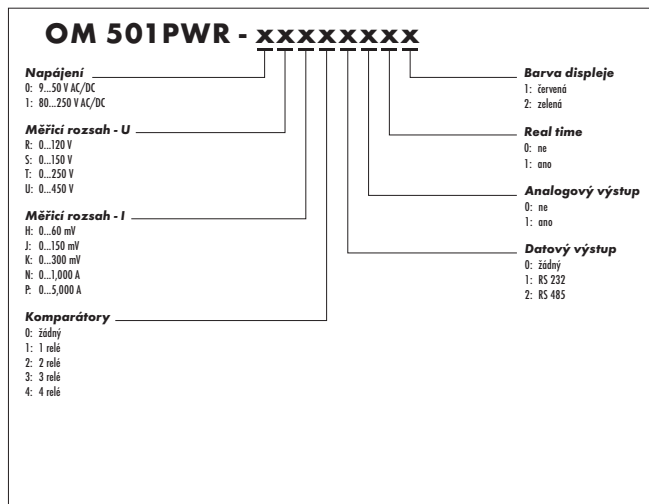 OM 501PWR - xxxxxxxx
Napájení
0: 9...50 V AC/DC
1: 80...250 V AC/DC
Měřicí rozsah - U
R: 0...120 V
S: 0...150 V
T: 0...250 V
U: 0...450 V
Měřicí rozsah - I
H: 0...60 mV
J: 0...150 mV
K: 0...300 mV
N: 0...1,000 A
P: 0...5,000 A
Komparátory
0: žádný
1: 1 relé
2: 2 relé
3: 3 relé
4: 4 relé
Barva displeje
1: červená
2: zelená
Real time
0: ne
1: ano
Analogový výstup
0: ne
1: ano
Datový výstup
0: žádný
1: RS 232
2: RS 485